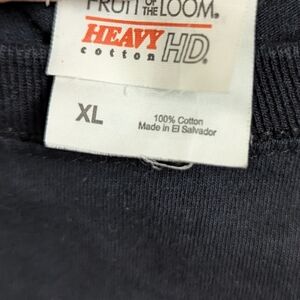 FRUIT OF THE LOOM®
HEAVY HD®
cotton
XL
100% Cotton
Made in El Salvador